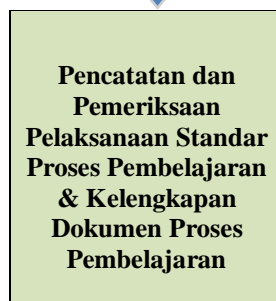 Pencatatan dan
Pemeriksaan
Pelaksanaan Standar
Proses Pembelajaran
& Kelengkapan
Dokumen Proses
Pembelajaran